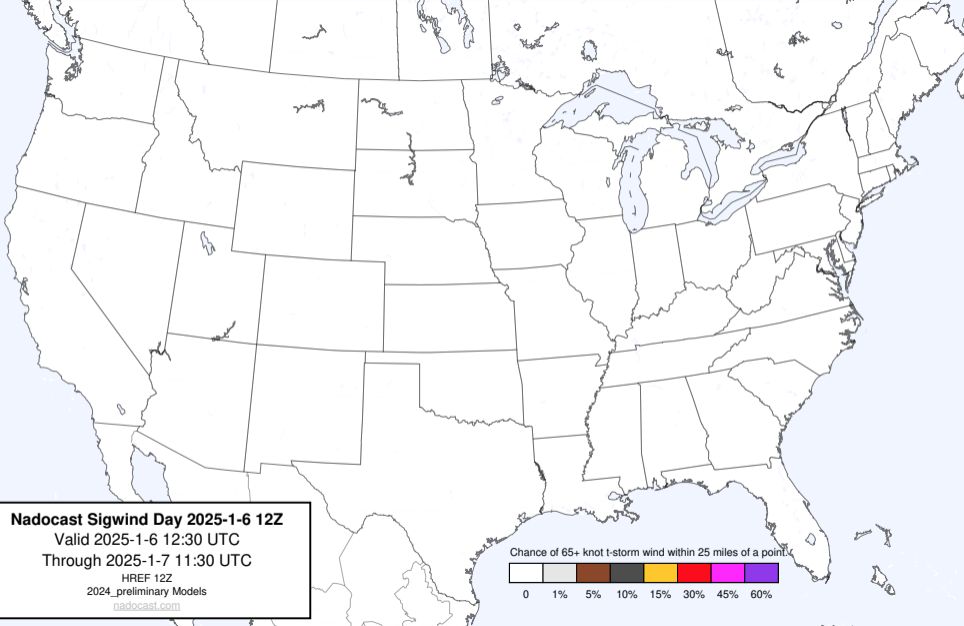 Nadocast Sigwind Day 2025-1-6 12Z
Valid 2025-1-6 12:30 UTC
Through 2025-1-7 11:30 UTC
HREF 12Z
2024_preliminary Models
nadocast.com
Chance of 65+ knot t-storm wind within 25 miles of a point.
0 1% 5% 10% 15% 30% 45% 60%